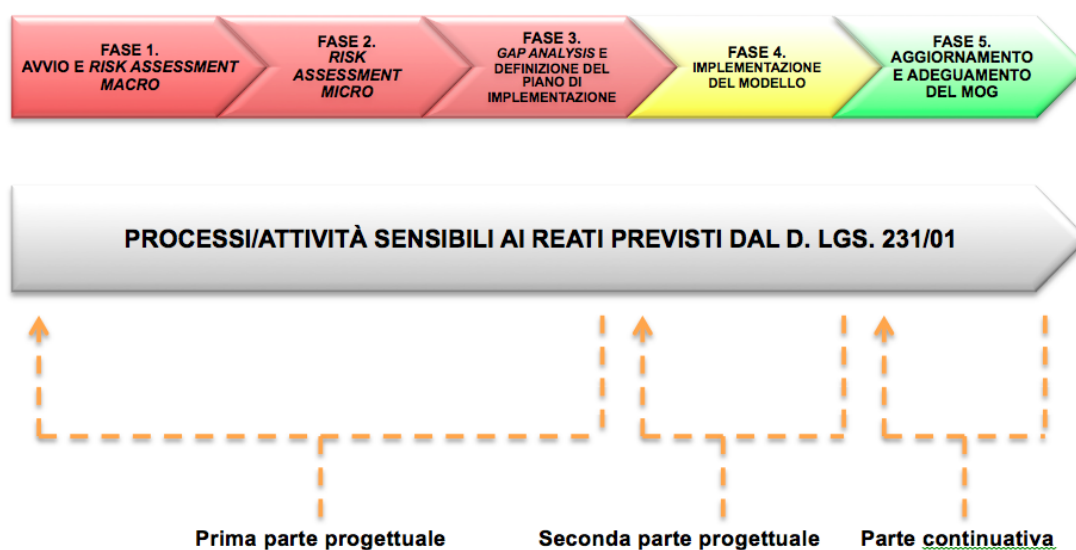 FASE 1.
AVVIO E RISK ASSESSMENT
MACRO
FASE 2.
RISK
ASSESSMENT
MICRO
FASE 3.
GAP ANALYSIS E
DEFINIZIONE DEL
PIANO DI
IMPLEMENTAZIONE
FASE 4.
IMPLEMENTAZIONE
DEL MODELLO
FASE 5.
AGGIORNAMENTO
E ADEGUAMENTO
DEL MOG
PROCESSI/ATTIVITÀ SENSIBILI AI REATI PREVISTI DAL D. LGS. 231/01
Prima parte progettuale
Seconda parte progettuale
Parte continuativa